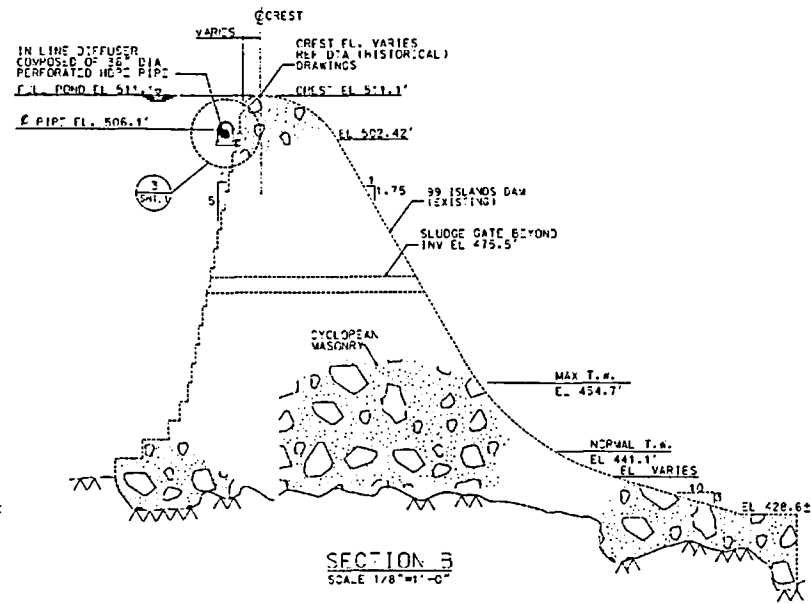 ₵ CREST
VARIES
IN LINE DIFFUSER
COMPOSED OF 36" DIA
PERFORATED HDPE PIPE
FULL POND EL 511.1'
₵ PIPE EL. 506.1'
CREST EL. VARIES
REF DTA (HISTORICAL)
DRAWINGS
CREST EL 511.1'
EL 502.42'
3
SHT.
5
1
1.75
99 ISLANDS DAM
(EXISTING)
SLUDGE GATE BEYOND
INV EL 475.5'
CYCLOPEAN
MASONRY
MAX T.W.
EL 454.7'
NORMAL T.W.
EL 441.1'
EL VARIES
10
EL 428.6±
SECTION B
SCALE 1/8"=1'-0"